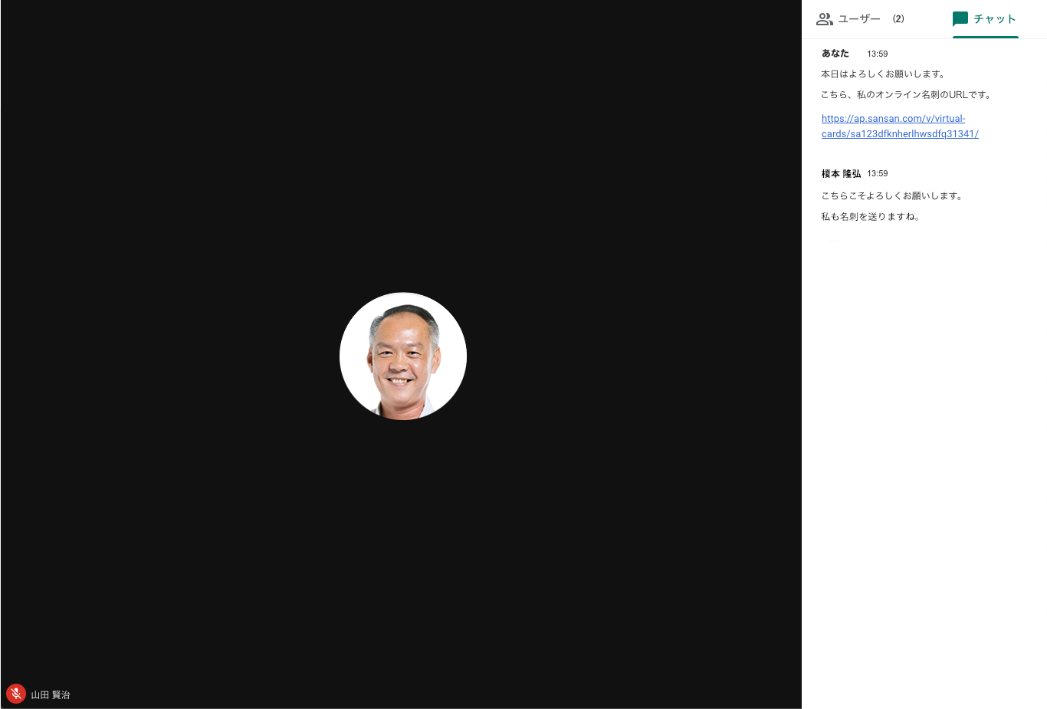 ユーザー (2)
チャット
あなた 13:59
本日はよろしくお願いします。
こちら、私のオンライン名刺のURLです。
https://ap.sansan.com/v/virtual-
cards/sa123dfknherlhwsdfq31341/
榎本 隆弘 13:59
こちらこそよろしくお願いします。
私も名刺を送りますね。
山田 賢治